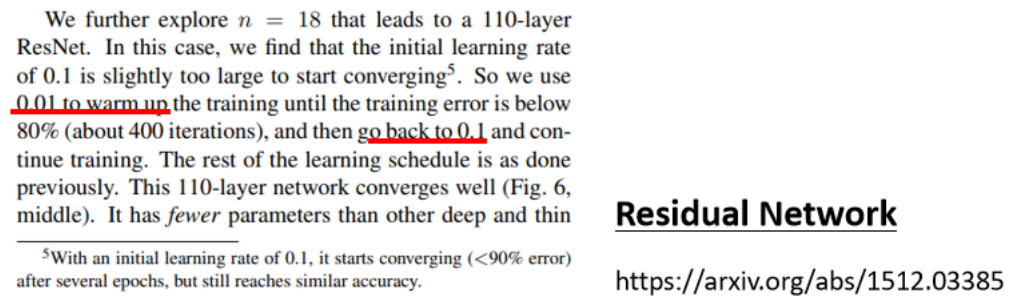 We further explore n = 18 that leads to a 110-layer
ResNet. In this case, we find that the initial learning rate
of 0.1 is slightly too large to start converging⁵. So we use
0.01 to warm up the training until the training error is below
80% (about 400 iterations), and then go back to 0.1 and con-
tinue training. The rest of the learning schedule is as done
previously. This 110-layer network converges well (Fig. 6,
middle). It has fewer parameters than other deep and thin
⁵With an initial learning rate of 0.1, it starts converging (<90% error)
after several epochs, but still reaches similar accuracy.
Residual Network
https://arxiv.org/abs/1512.03385